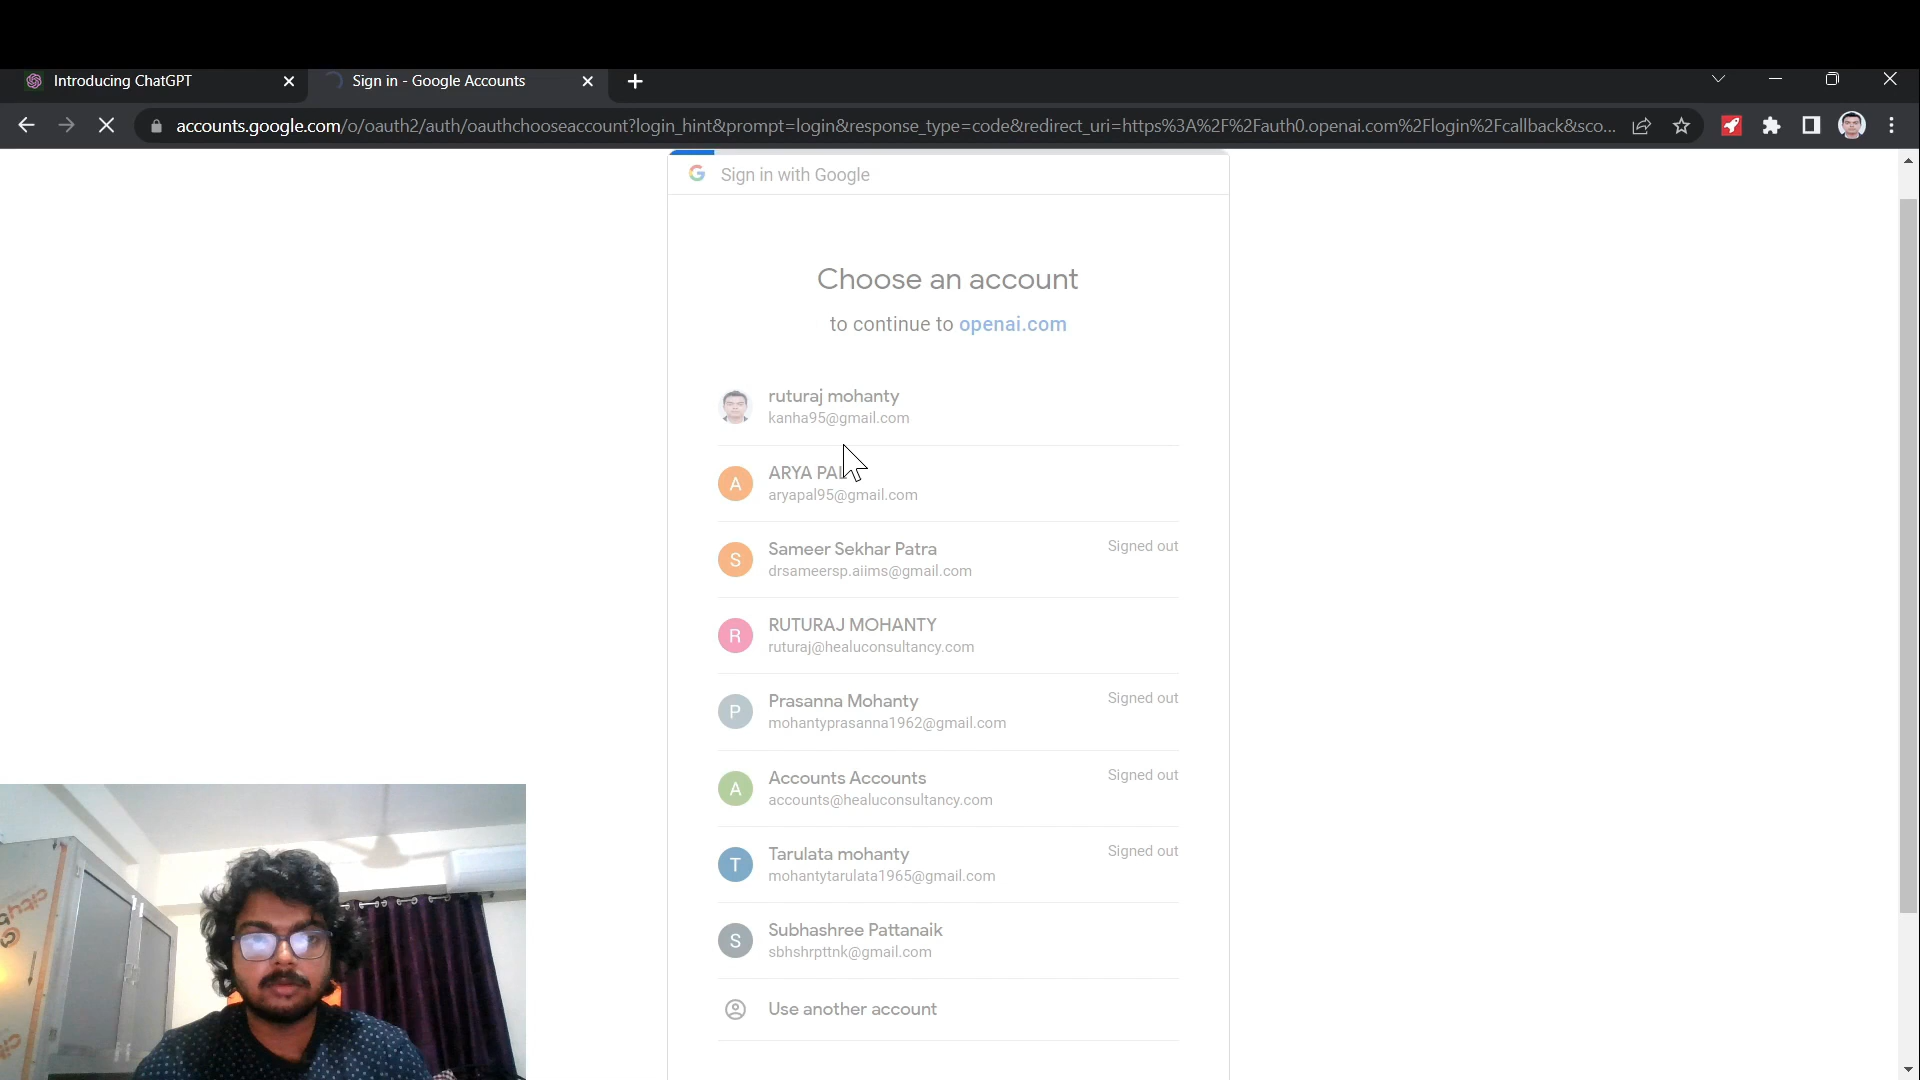 Introducing ChatGPT
Sign in - Google Accounts
accounts.google.com/o/oauth2/auth/oauthchooseaccount?login_hint&prompt=login&response_type=code&redirect_uri=https%3A%2F%2Fauth0.openai.com%2Flogin%2Fcallback&sco...
Sign in with Google
Choose an account
to continue to openai.com
ruturaj mohanty
kanha95@gmail.com
A
ARYA PAL
aryapal95@gmail.com
S
Sameer Sekhar Patra
Signed out
drsameersp.aiims@gmail.com
R
RUTURAJ MOHANTY
ruturaj@healuconsultancy.com
P
Prasanna Mohanty
Signed out
mohantyprasanna1962@gmail.com
A
Accounts Accounts
Signed out
accounts@healuconsultancy.com
T
Tarulata mohanty
Signed out
mohantytarulata1965@gmail.com
S
Subhashree Pattanaik
sbhshrpttnk@gmail.com
Use another account